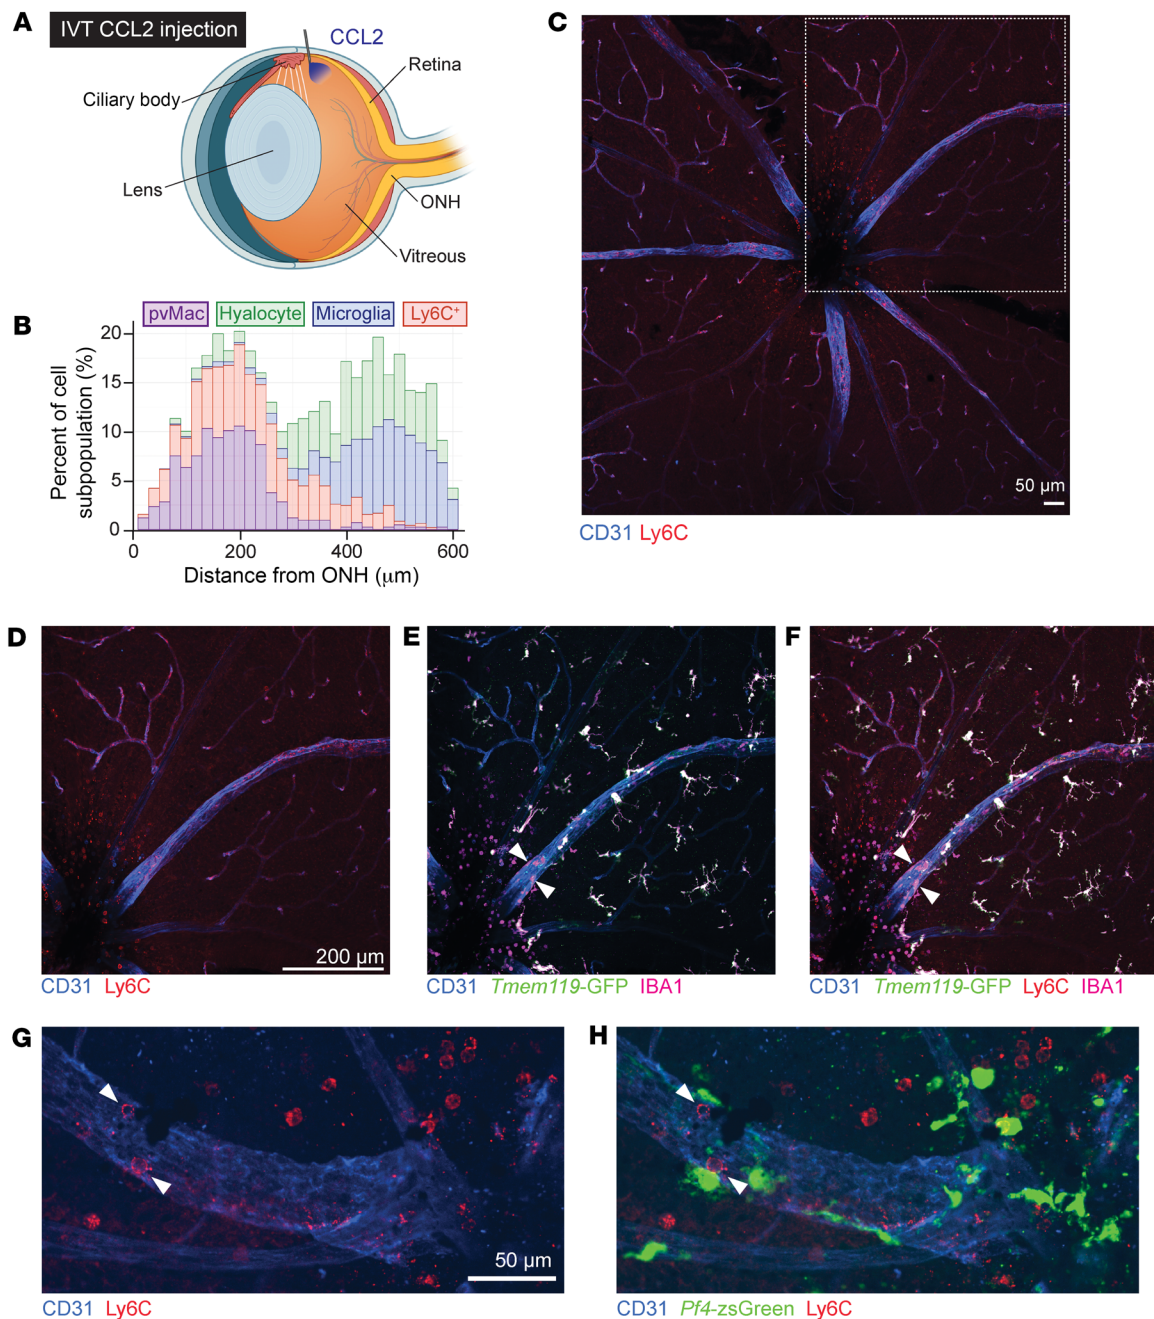 A
IVT CCL2 injection
CCL2
Retina
Ciliary body
Lens
ONH
Vitreous
B
pvMac Hyalocyte Microglia Ly6C⁺
Percent of cell
subpopulation (%)
20
15
10
5
0
0 200 400 600
Distance from ONH (μm)
C
50 μm
CD31 Ly6C
D
200 μm
CD31 Ly6C
E
CD31 Tmem119-GFP IBA1
F
CD31 Tmem119-GFP Ly6C IBA1
G
50 μm
CD31 Ly6C
H
CD31 Pf4-zsGreen Ly6C